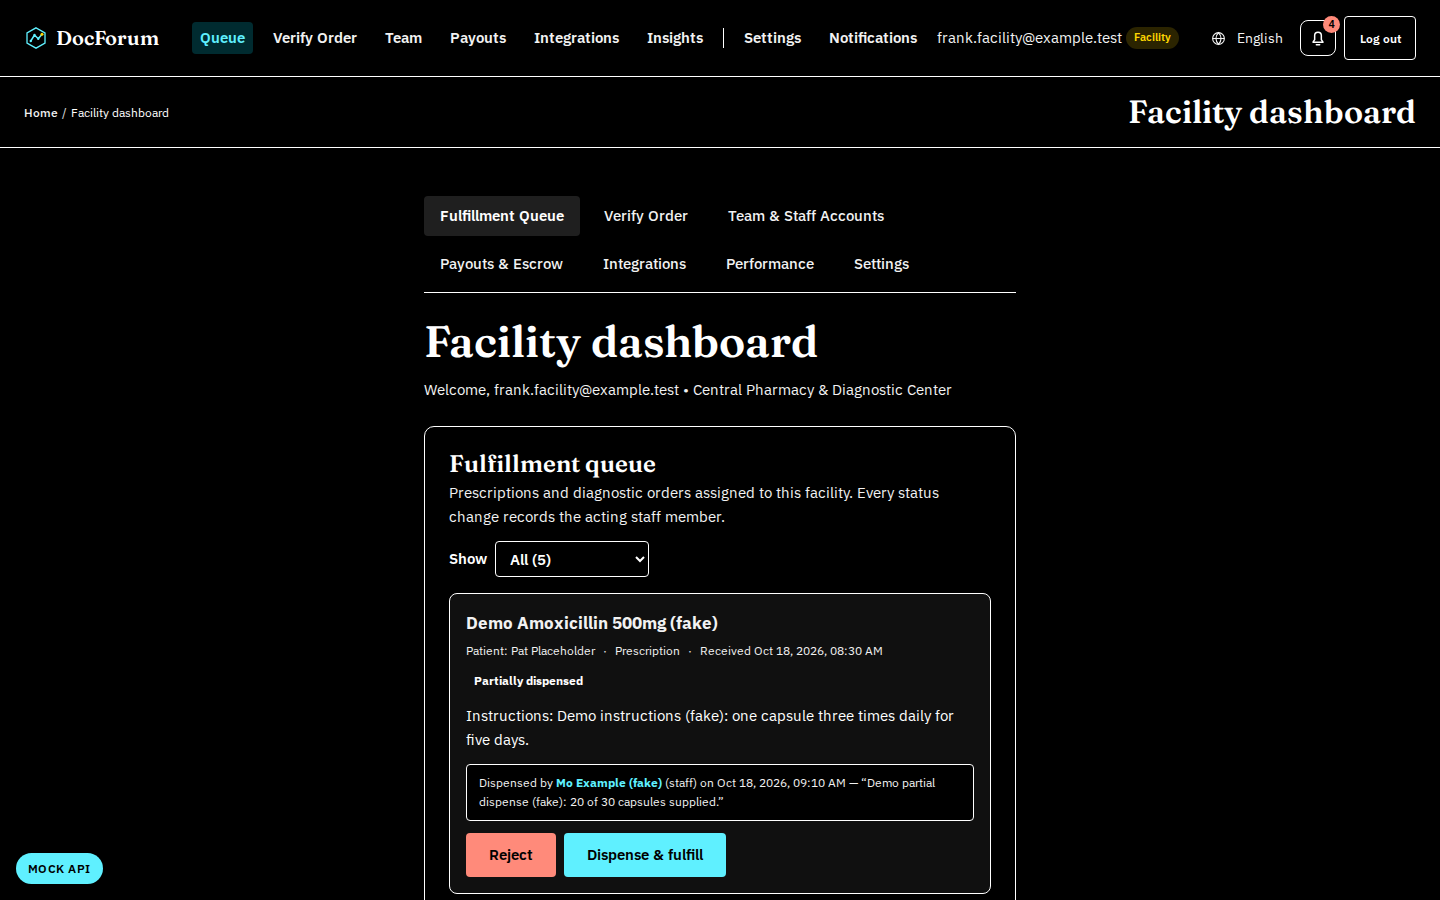 DocForum Queue Verify Order Team Payouts Integrations Insights Settings Notifications frank.facility@example.test Facility English 4 Log out
Home / Facility dashboard
Facility dashboard
Fulfillment Queue Verify Order Team & Staff Accounts
Payouts & Escrow Integrations Performance Settings
Facility dashboard
Welcome, frank.facility@example.test • Central Pharmacy & Diagnostic Center
Fulfillment queue
Prescriptions and diagnostic orders assigned to this facility. Every status
change records the acting staff member.
Show All (5)
Demo Amoxicillin 500mg (fake)
Patient: Pat Placeholder · Prescription · Received Oct 18, 2026, 08:30 AM
Partially dispensed
Instructions: Demo instructions (fake): one capsule three times daily for
five days.
Dispensed by Mo Example (fake) (staff) on Oct 18, 2026, 09:10 AM — “Demo partial
dispense (fake): 20 of 30 capsules supplied.”
Reject Dispense & fulfill
MOCK API